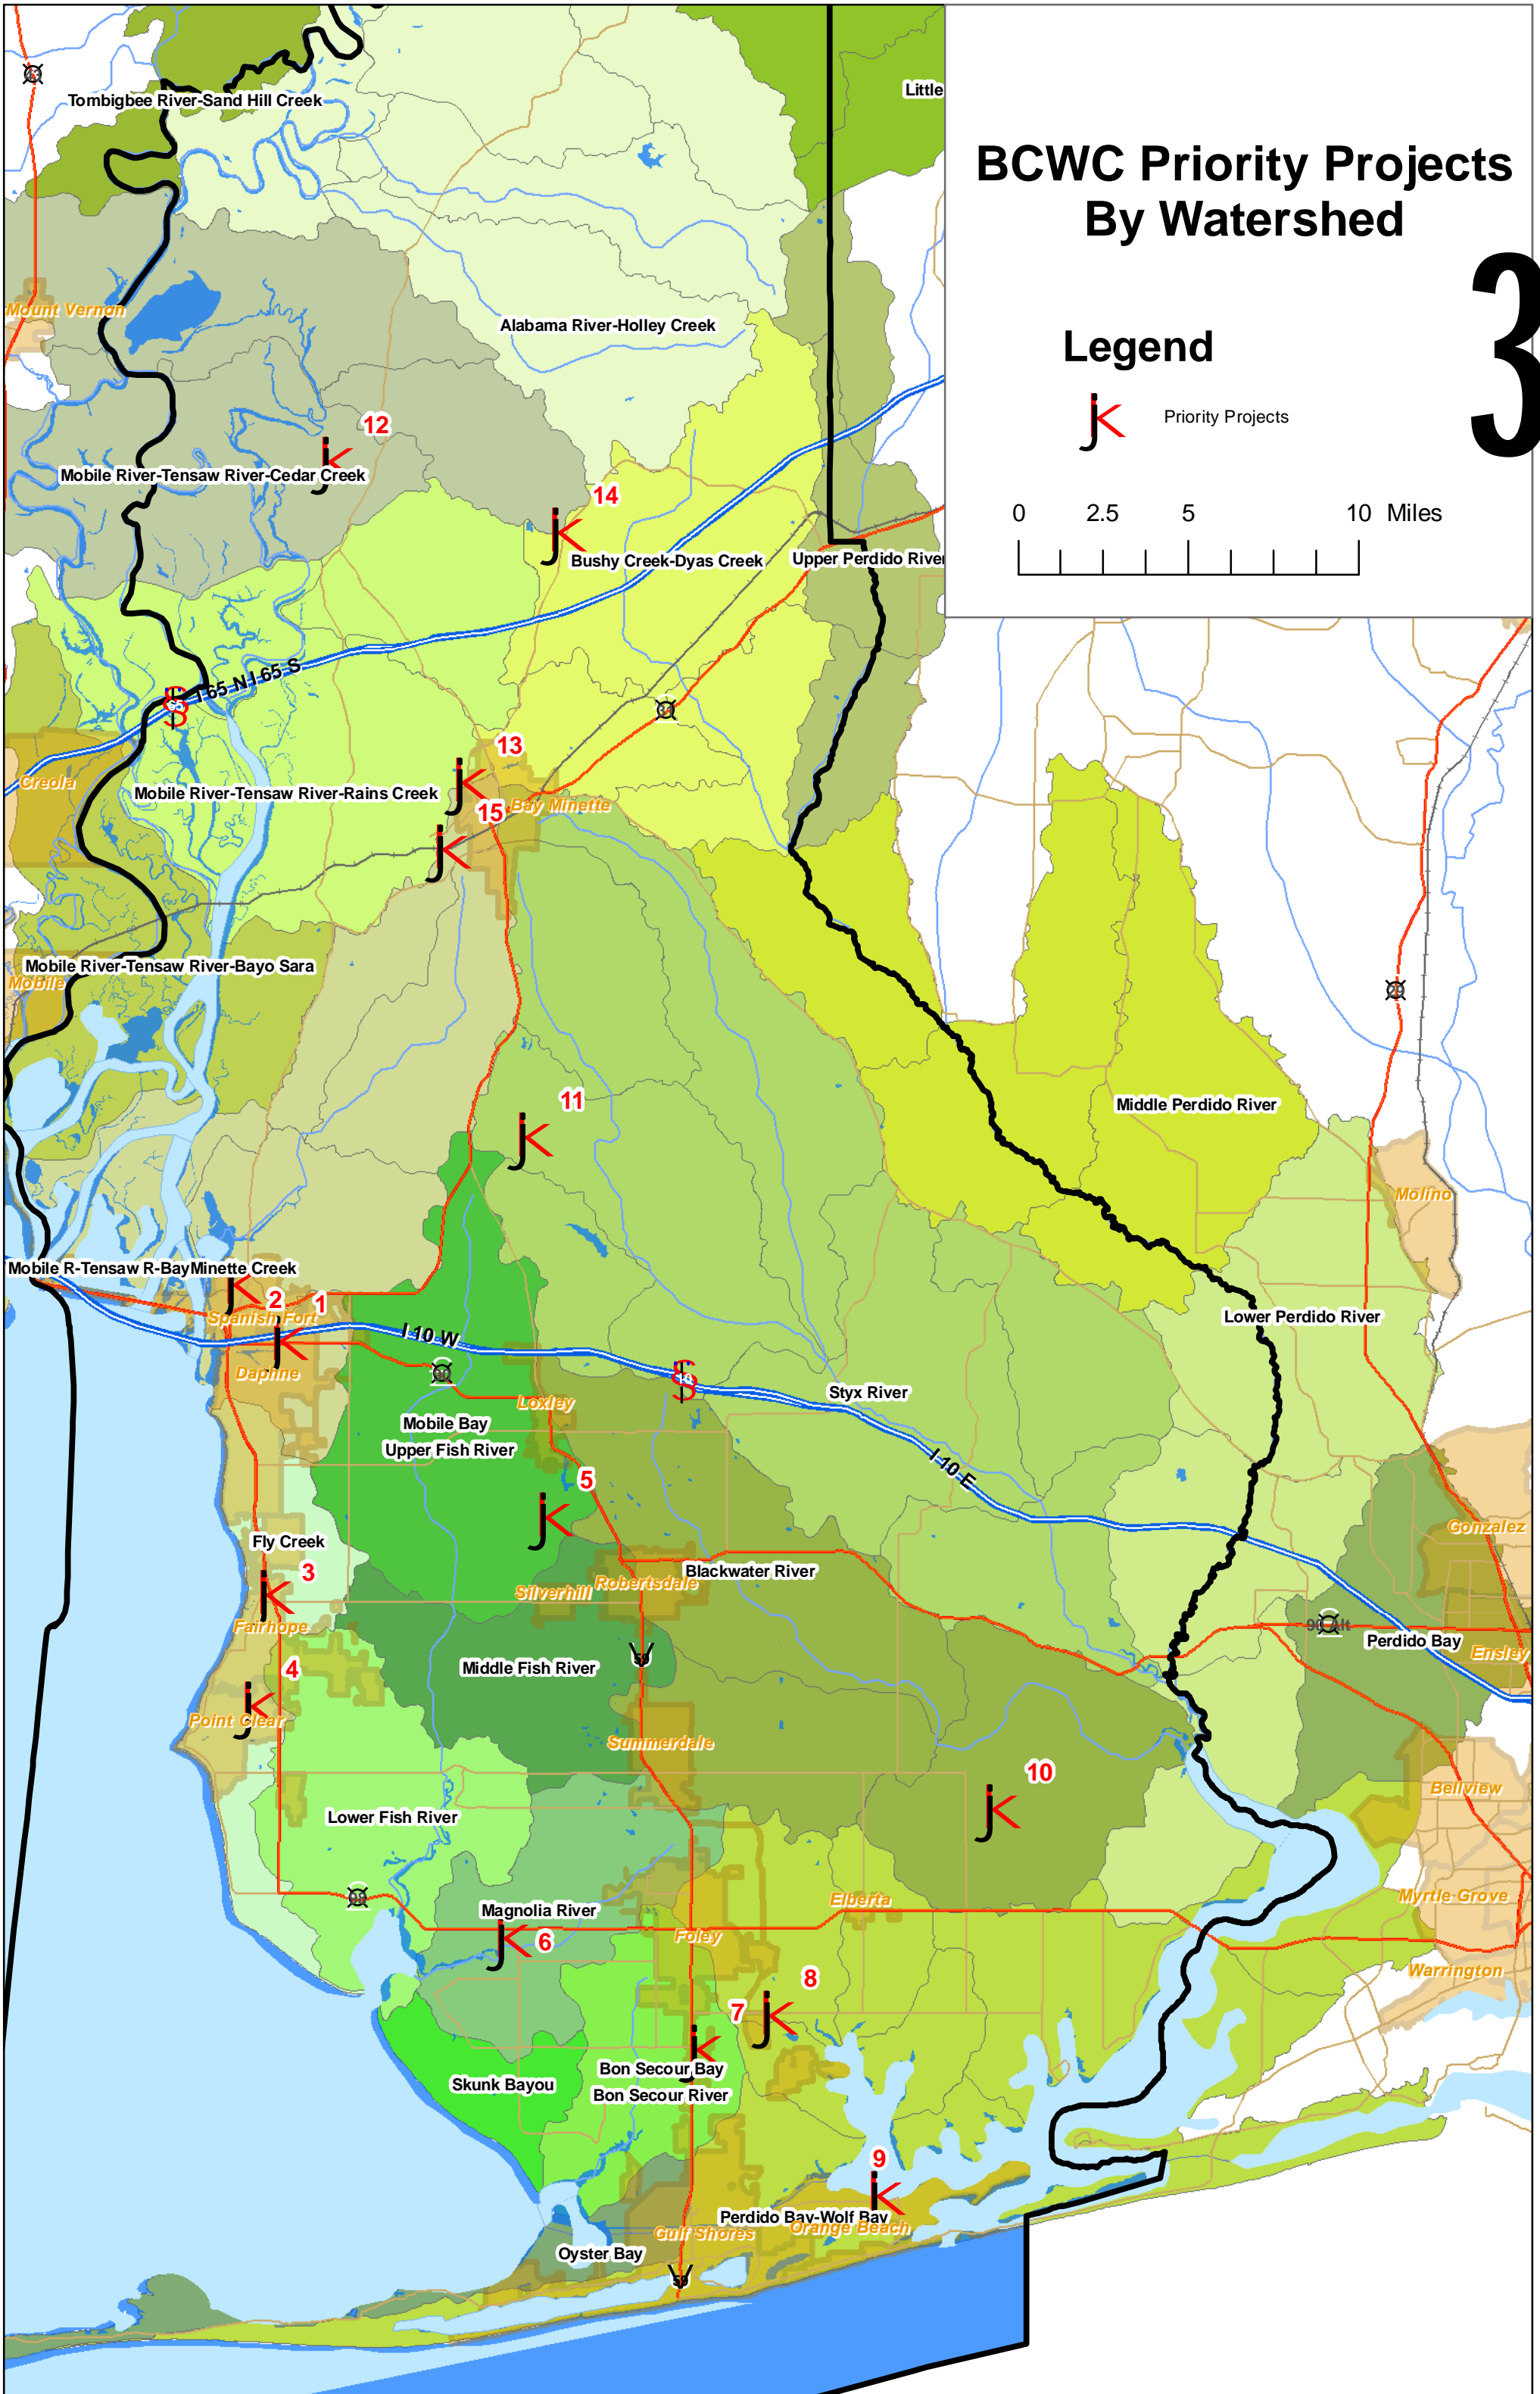 BCWC Priority Projects
By Watershed
3
Legend
Priority Projects
0 2.5 5 10 Miles
Tombigbee River-Sand Hill Creek
Little
Mount Vernon
Alabama River-Holley Creek
12
Mobile River-Tensaw River-Cedar Creek
14
Bushy Creek-Dyas Creek
Upper Perdido River
I 65 N I 65 S
13
Creola
Mobile River-Tensaw River-Rains Creek
Bay Minette
15
Mobile River-Tensaw River-Bayo Sara
Mobile
11
Middle Perdido River
Molino
Mobile R-Tensaw R-BayMinette Creek
2
1
Spanish Fort
Lower Perdido River
I 10 W
Daphne
Styx River
Loxley
Mobile Bay
Upper Fish River
I 10 E
5
Gonzalez
Fly Creek
3
Blackwater River
Silverhill
Robertsdale
Fairhope
90 Alt
Perdido Bay
Ensley
59
4
Middle Fish River
Point Clear
Summerdale
10
Bellview
Lower Fish River
Elberta
Myrtle Grove
Magnolia River
6
Foley
Warrington
8
7
Bon Secour Bay
Skunk Bayou
Bon Secour River
9
Perdido Bay-Wolf Bay
Orange Beach
Gulf Shores
Oyster Bay
59